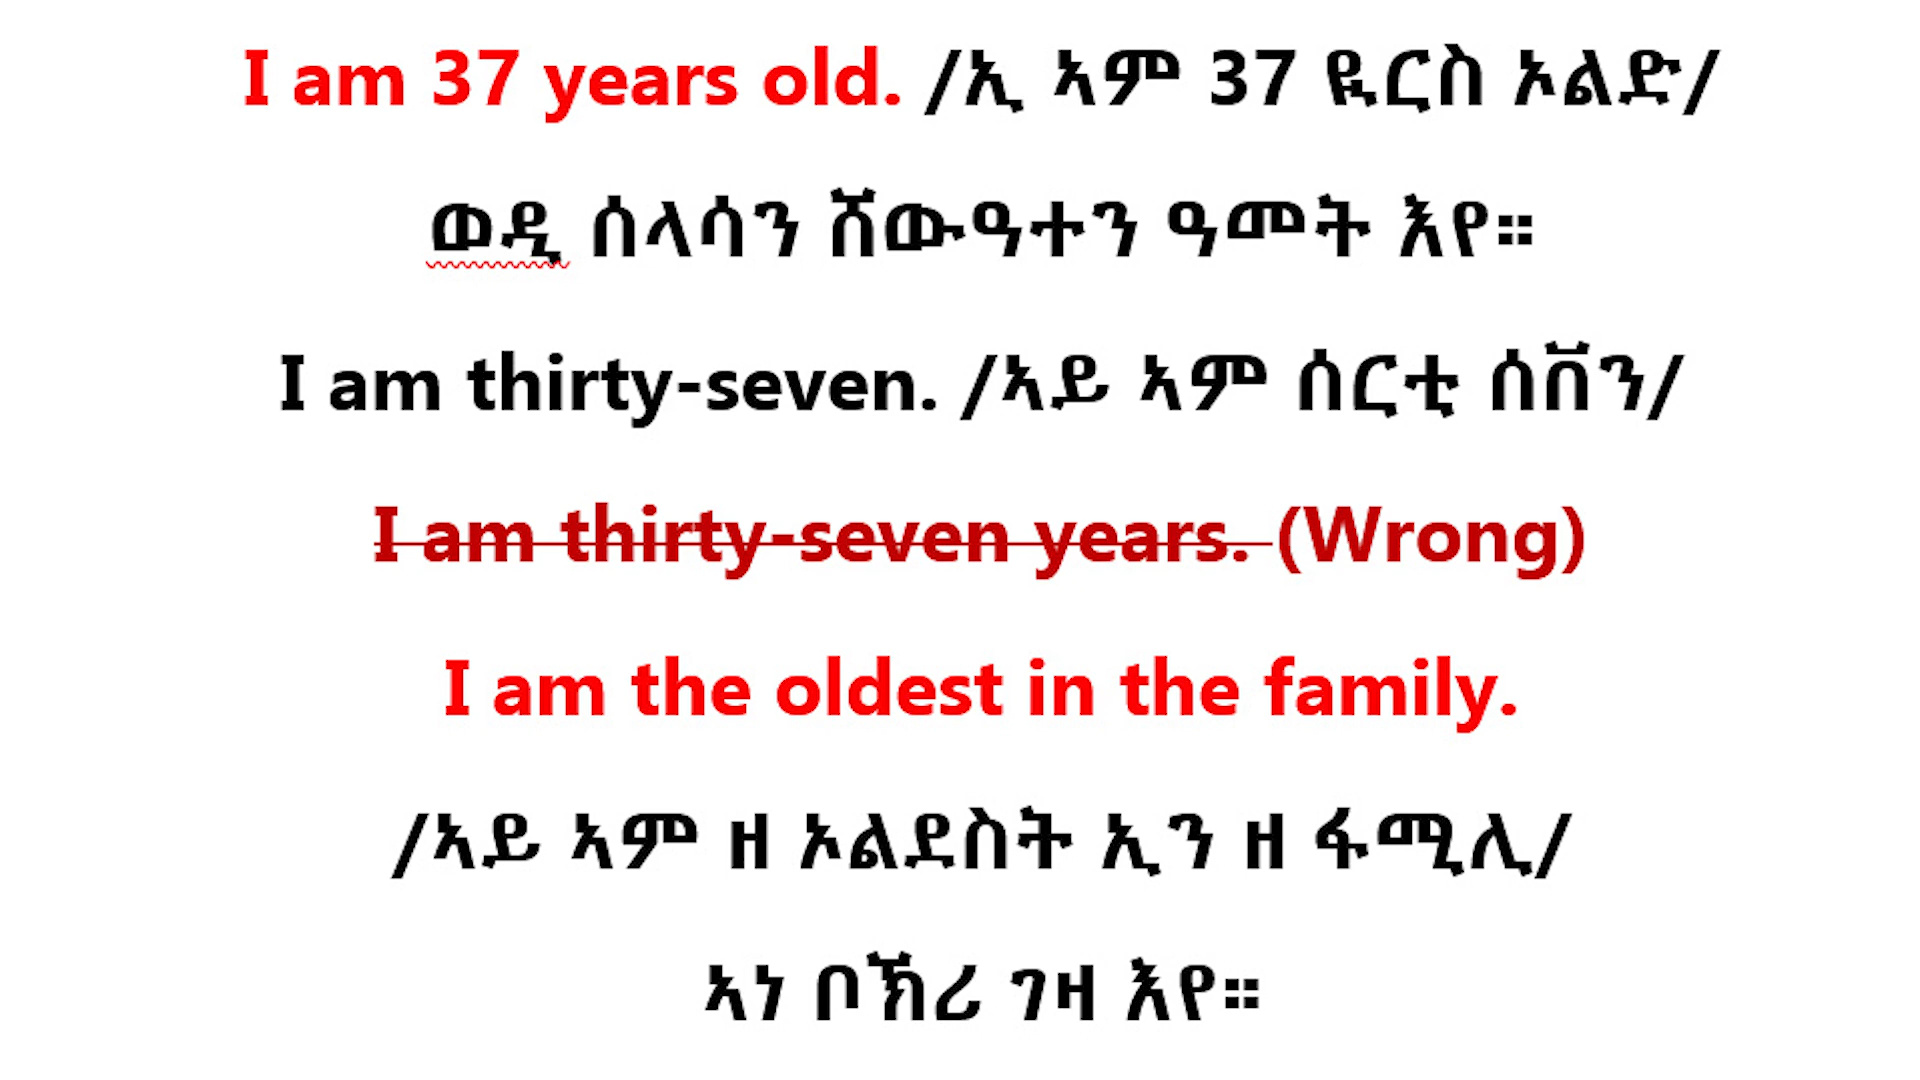 I am 37 years old. /ኢ ኣም 37 ዪርስ ኦልድ/
ወዲ ሰላሳን ሸውዓተን ዓመት እየ።
I am thirty-seven. /ኣይ ኣም ሰርቲ ሰቨን/
I am thirty-seven years. (Wrong)
I am the oldest in the family.
/ኣይ ኣም ዘ ኦልደስት ኢን ዘ ፋሚሊ/
ኣነ ቦኽሪ ገዛ እየ።